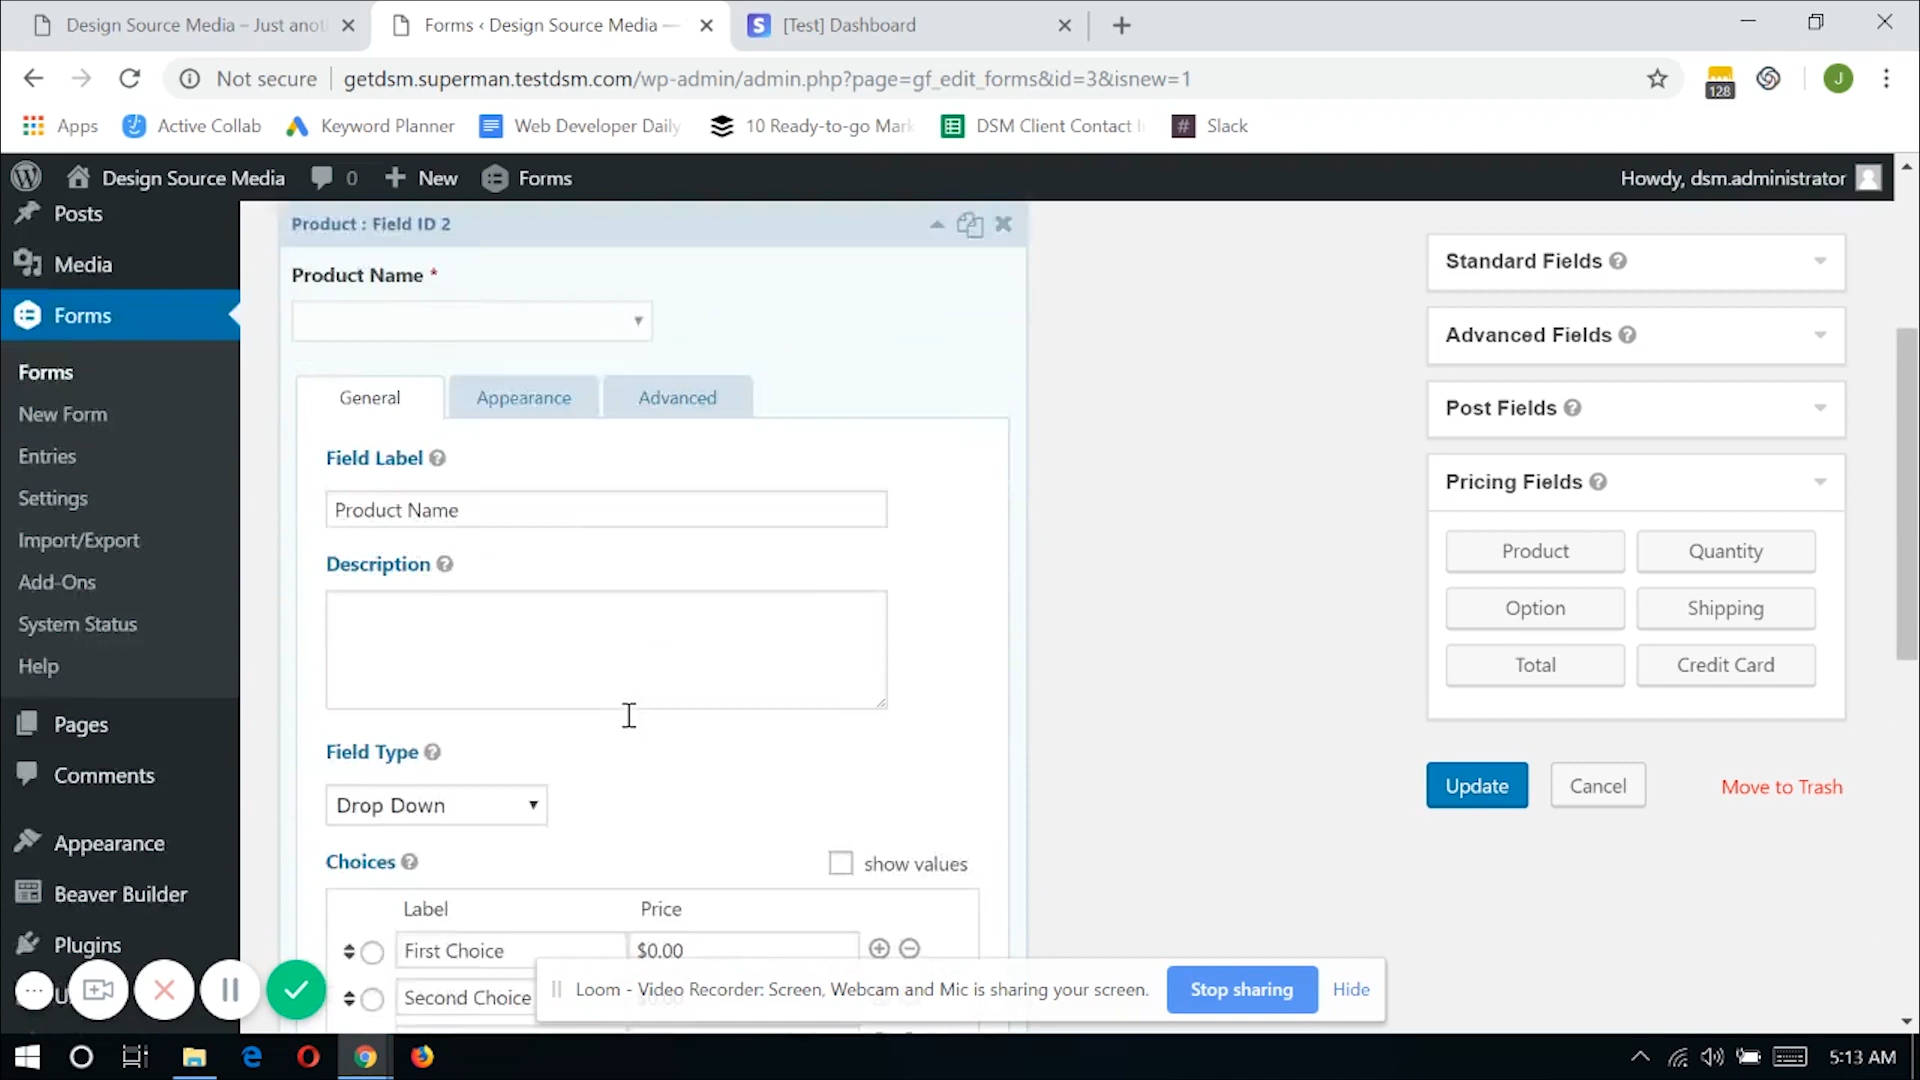 Design Source Media – Just anot
Forms ‹ Design Source Media —
S
[Test] Dashboard
Not secure
getdsm.superman.testdsm.com/wp-admin/admin.php?page=gf_edit_forms&id=3&isnew=1
128
J
Apps
Active Collab
Keyword Planner
Web Developer Daily
10 Ready-to-go Mark
DSM Client Contact I
# Slack
Design Source Media
0
New
Forms
Howdy, dsm.administrator
Posts
Media
Forms
Forms
New Form
Entries
Settings
Import/Export
Add-Ons
System Status
Help
Pages
Comments
Appearance
Beaver Builder
Plugins
Product : Field ID 2
Product Name *
General
Appearance
Advanced
Field Label
Product Name
Description
Field Type
Drop Down
Choices
show values
Label
Price
First Choice
$0.00
Second Choice
Standard Fields
Advanced Fields
Post Fields
Pricing Fields
Product
Quantity
Option
Shipping
Total
Credit Card
Update
Cancel
Move to Trash
Loom - Video Recorder: Screen, Webcam and Mic is sharing your screen.
Stop sharing
Hide
5:13 AM